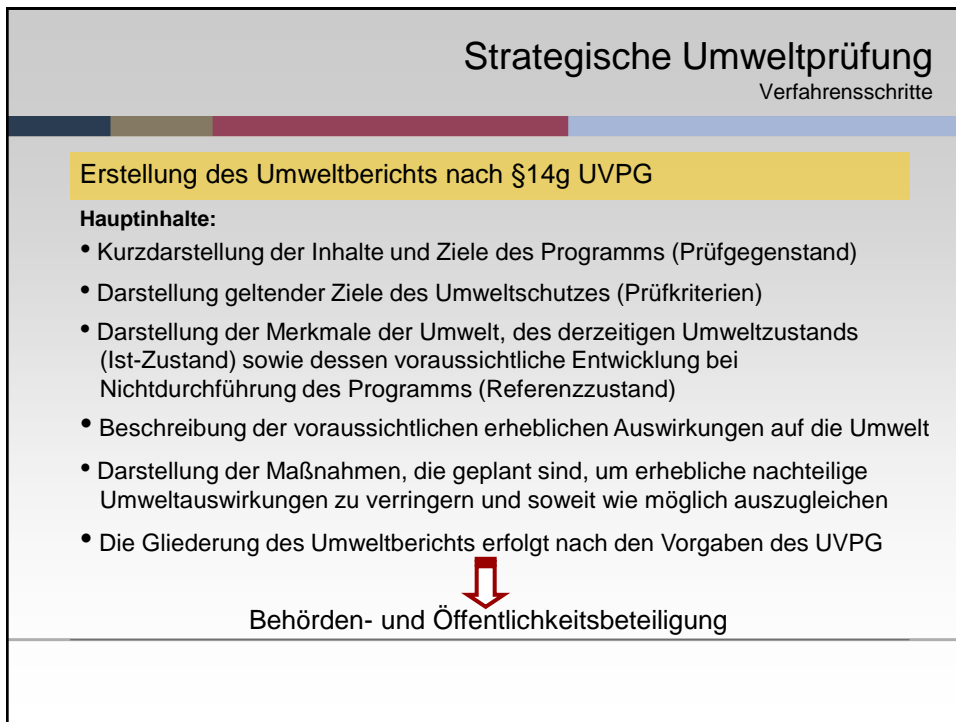 Strategische Umweltprüfung
Verfahrensschritte
Erstellung des Umweltberichts nach §14g UVPG
Hauptinhalte:
• Kurzdarstellung der Inhalte und Ziele des Programms (Prüfgegenstand)
• Darstellung geltender Ziele des Umweltschutzes (Prüfkriterien)
• Darstellung der Merkmale der Umwelt, des derzeitigen Umweltzustands
(Ist-Zustand) sowie dessen voraussichtliche Entwicklung bei
Nichtdurchführung des Programms (Referenzzustand)
• Beschreibung der voraussichtlichen erheblichen Auswirkungen auf die Umwelt
• Darstellung der Maßnahmen, die geplant sind, um erhebliche nachteilige
Umweltauswirkungen zu verringern und soweit wie möglich auszugleichen
• Die Gliederung des Umweltberichts erfolgt nach den Vorgaben des UVPG
Behörden- und Öffentlichkeitsbeteiligung